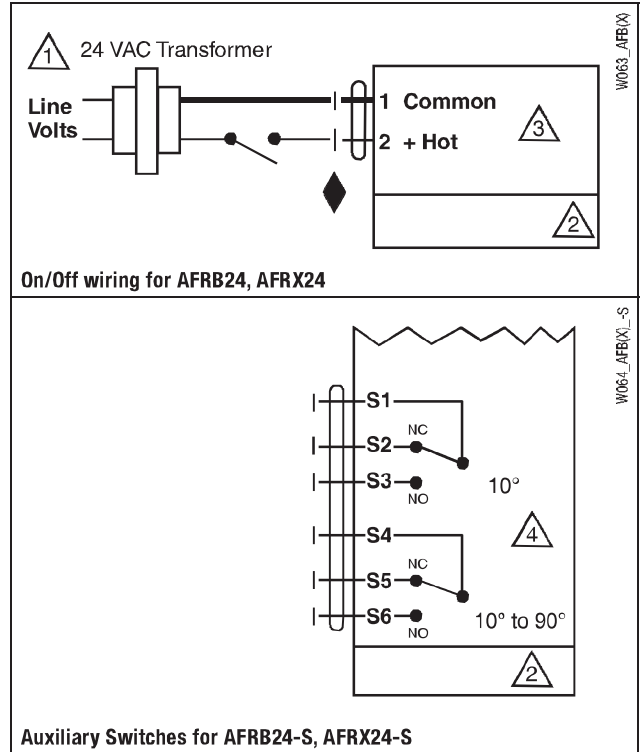 W063_AFB(X)
1 24 VAC Transformer
Line
Volts
1 Common
2 + Hot
3
2
On/Off wiring for AFRB24, AFRX24
W064_AFB(X)_-S
S1
NC
S2
S3
NO
10°
4
S4
NC
S5
S6
NO
10° to 90°
2
Auxiliary Switches for AFRB24-S, AFRX24-S